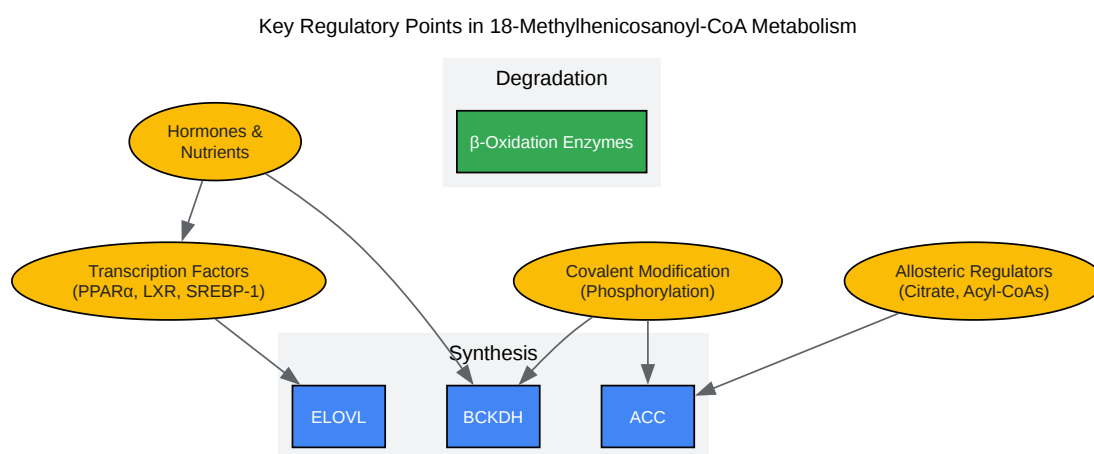 Key Regulatory Points in 18-Methylhenicosanoyl-CoA Metabolism
Degradation
β-Oxidation Enzymes
Hormones &
Nutrients
Transcription Factors
(PPARα, LXR, SREBP-1)
Covalent Modification
(Phosphorylation)
Allosteric Regulators
(Citrate, Acyl-CoAs)
Synthesis
ELOVL
BCKDH
ACC